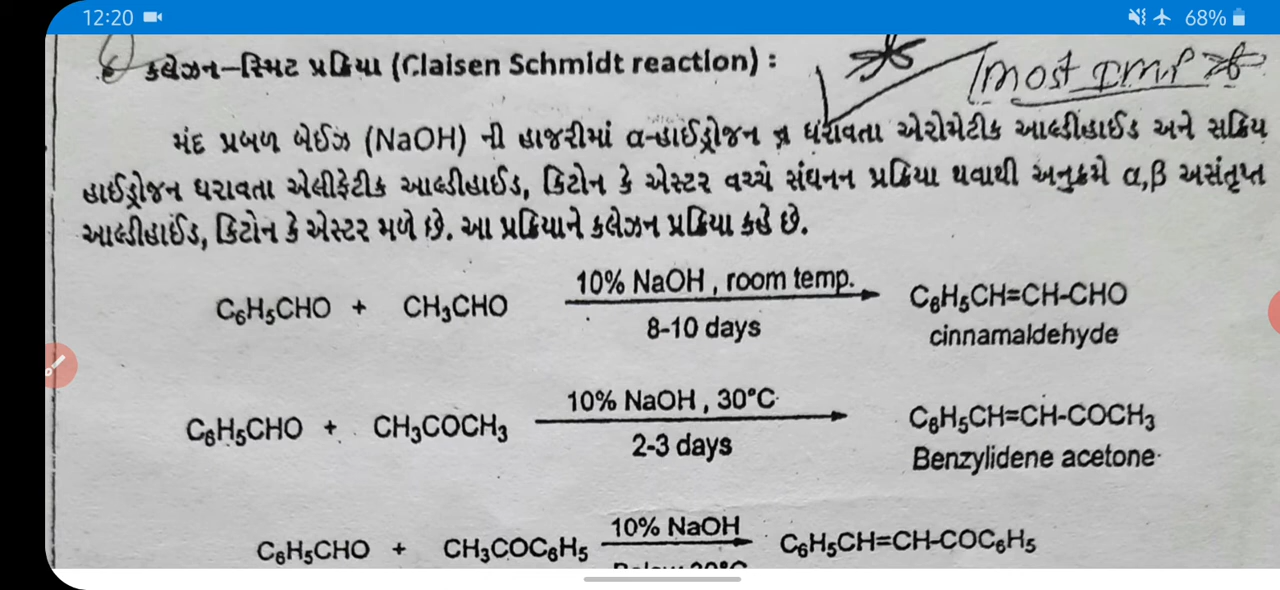 12:20 68%
ક્લેઝન-સ્મિટ પ્રક્રિયા (Claisen Schmidt reaction) :
most IMP
મંદ પ્રબળ બેઈઝ (NaOH) ની હાજરીમાં α-હાઈડ્રોજન ન ધરાવતા એરોમેટીક આલ્ડીહાઈડ અને સક્રિય
હાઈડ્રોજન ધરાવતા એલીફેટીક આલ્ડીહાઈડ, કિટોન કે એસ્ટર વચ્ચે સંઘનન પ્રક્રિયા થવાથી અનુક્રમે α,β અસંતૃપ્ત
આલ્ડીહાઈડ, કિટોન કે એસ્ટર મળે છે. આ પ્રક્રિયાને કલેઝન પ્રક્રિયા કહે છે.
10% NaOH , room temp.
C₆H₅CHO + CH₃CHO C₆H₅CH=CH-CHO
8-10 days
cinnamaldehyde
10% NaOH , 30°C
C₆H₅CHO + CH₃COCH₃ C₆H₅CH=CH-COCH₃
2-3 days
Benzylidene acetone
10% NaOH
C₆H₅CHO + CH₃COC₆H₅ C₆H₅CH=CH-COC₆H₅